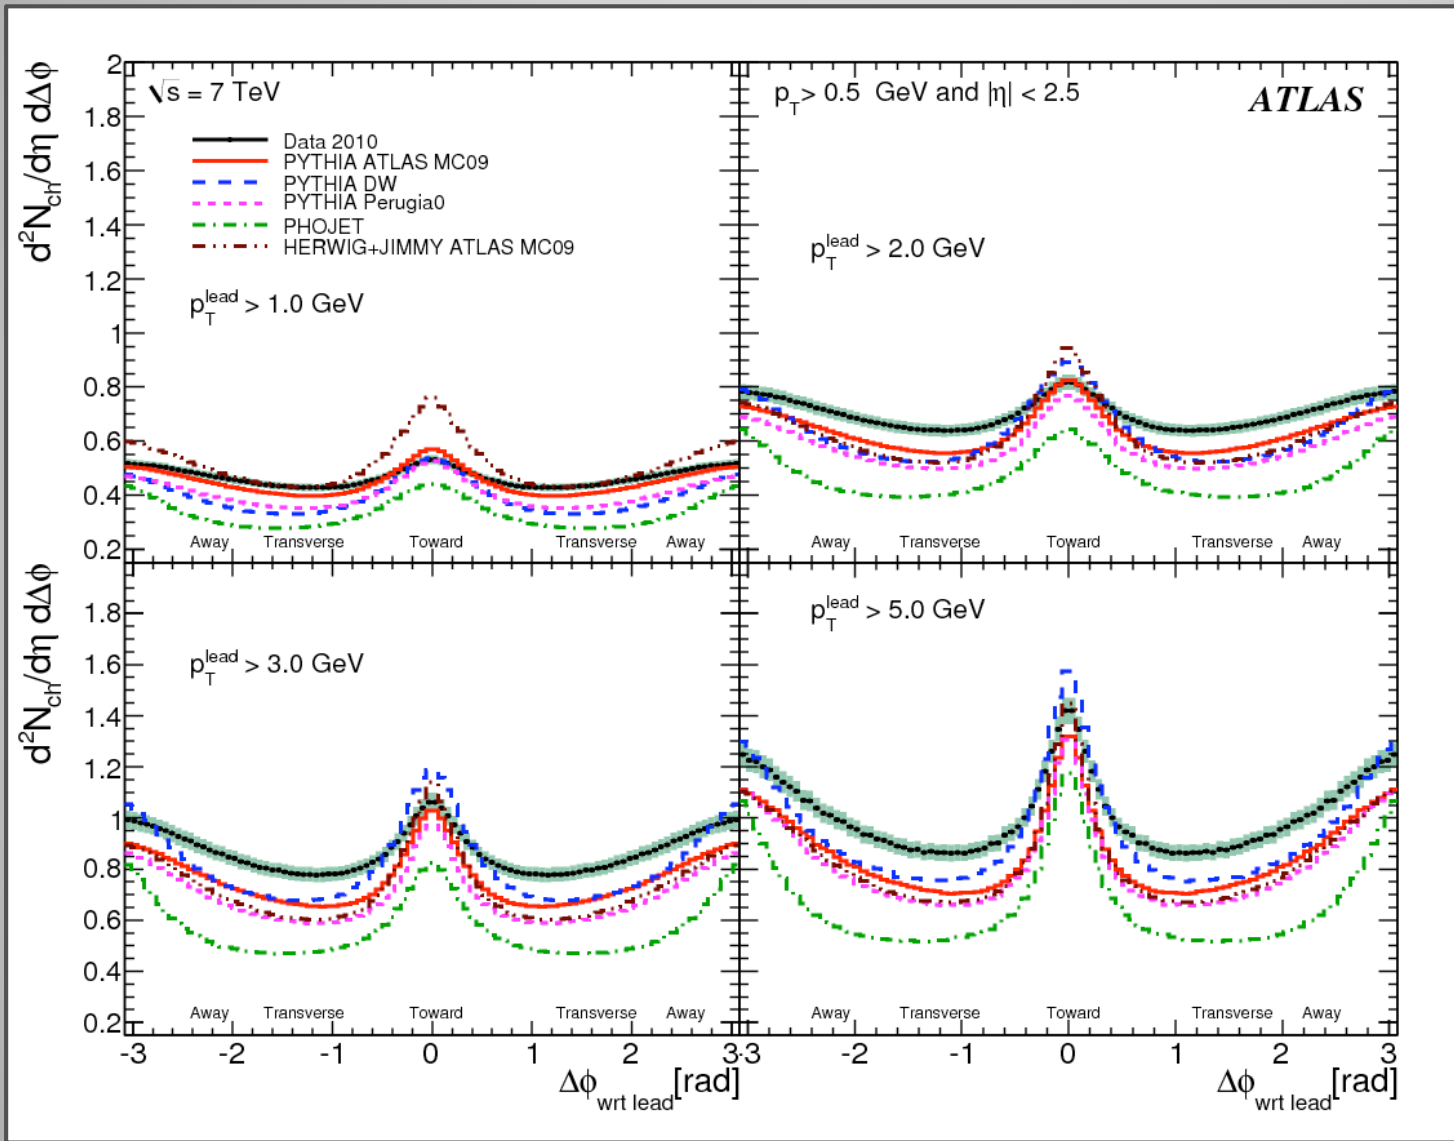 √s = 7 TeV
p_T > 0.5 GeV and |η| < 2.5
ATLAS
d²N_ch/dη dΔϕ
2
1.8
1.6
1.4
1.2
1
0.8
0.6
0.4
0.2
Data 2010
PYTHIA ATLAS MC09
PYTHIA DW
PYTHIA Perugia0
PHOJET
HERWIG+JIMMY ATLAS MC09
p_T^lead > 1.0 GeV
p_T^lead > 2.0 GeV
Away Transverse Toward Transverse Away
Away Transverse Toward Transverse Away
d²N_ch/dη dΔϕ
1.8
1.6
1.4
1.2
1
0.8
0.6
0.4
0.2
p_T^lead > 3.0 GeV
p_T^lead > 5.0 GeV
Away Transverse Toward Transverse Away
Away Transverse Toward Transverse Away
-3 -2 -1 0 1 2 3
-3 -2 -1 0 1 2 3
Δϕ_wrt lead [rad]
Δϕ_wrt lead [rad]